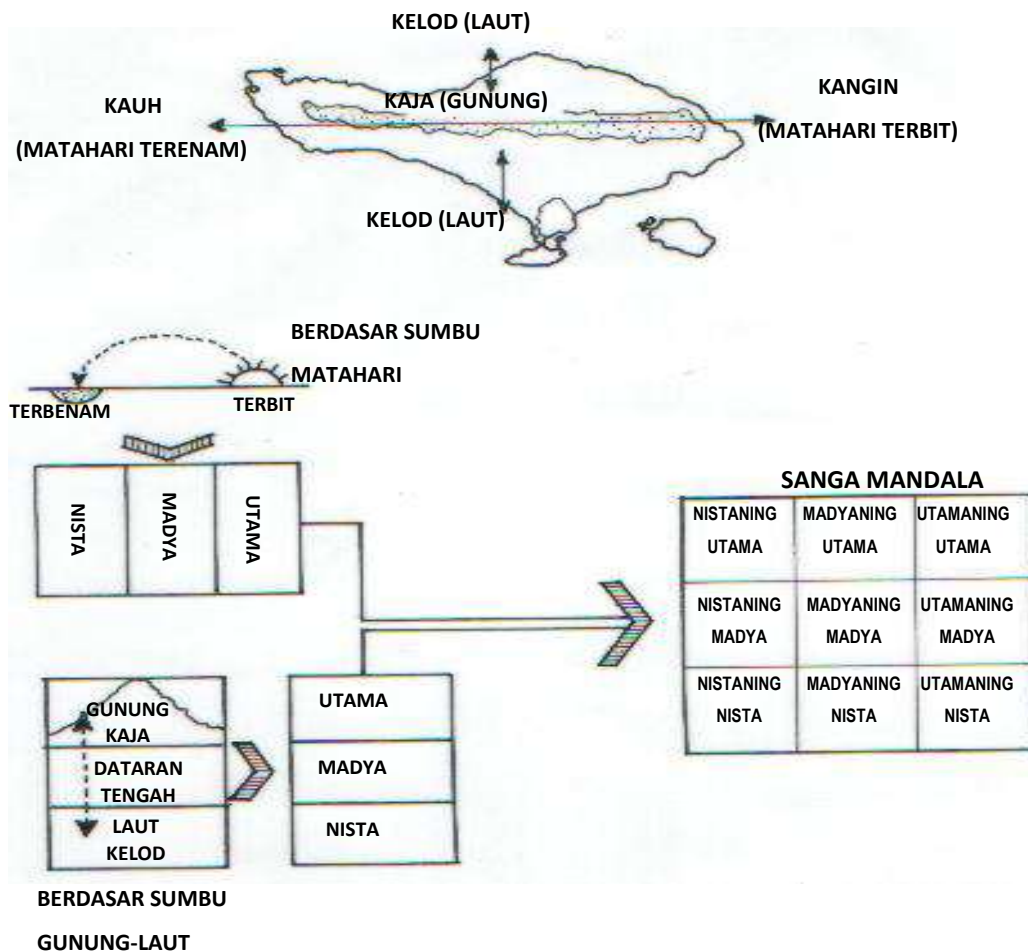 KELOD (LAUT)
KAUH
(MATAHARI TERENAM)
KAJA (GUNUNG)
KANGIN
(MATAHARI TERBIT)
KELOD (LAUT)
BERDASAR SUMBU
MATAHARI
TERBENAM
TERBIT
NISTA
MADYA
UTAMA
SANGA MANDALA
NISTANING
UTAMA
MADYANING
UTAMA
UTAMANING
UTAMA
NISTANING
MADYA
MADYANING
MADYA
UTAMANING
MADYA
NISTANING
NISTA
MADYANING
NISTA
UTAMANING
NISTA
GUNUNG
KAJA
DATARAN
TENGAH
LAUT
KELOD
UTAMA
MADYA
NISTA
BERDASAR SUMBU
GUNUNG-LAUT